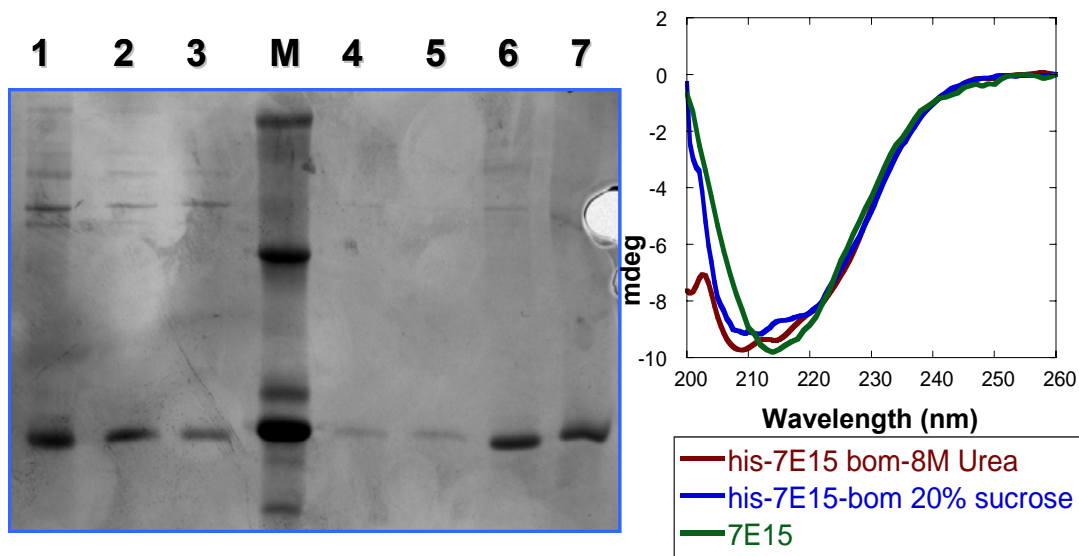 1 2 3 M 4 5 6 7
2
0
-2
-4
-6
-8
-10
mdeg
200 210 220 230 240 250 260
Wavelength (nm)
his-7E15 bom-8M Urea
his-7E15-bom 20% sucrose
7E15